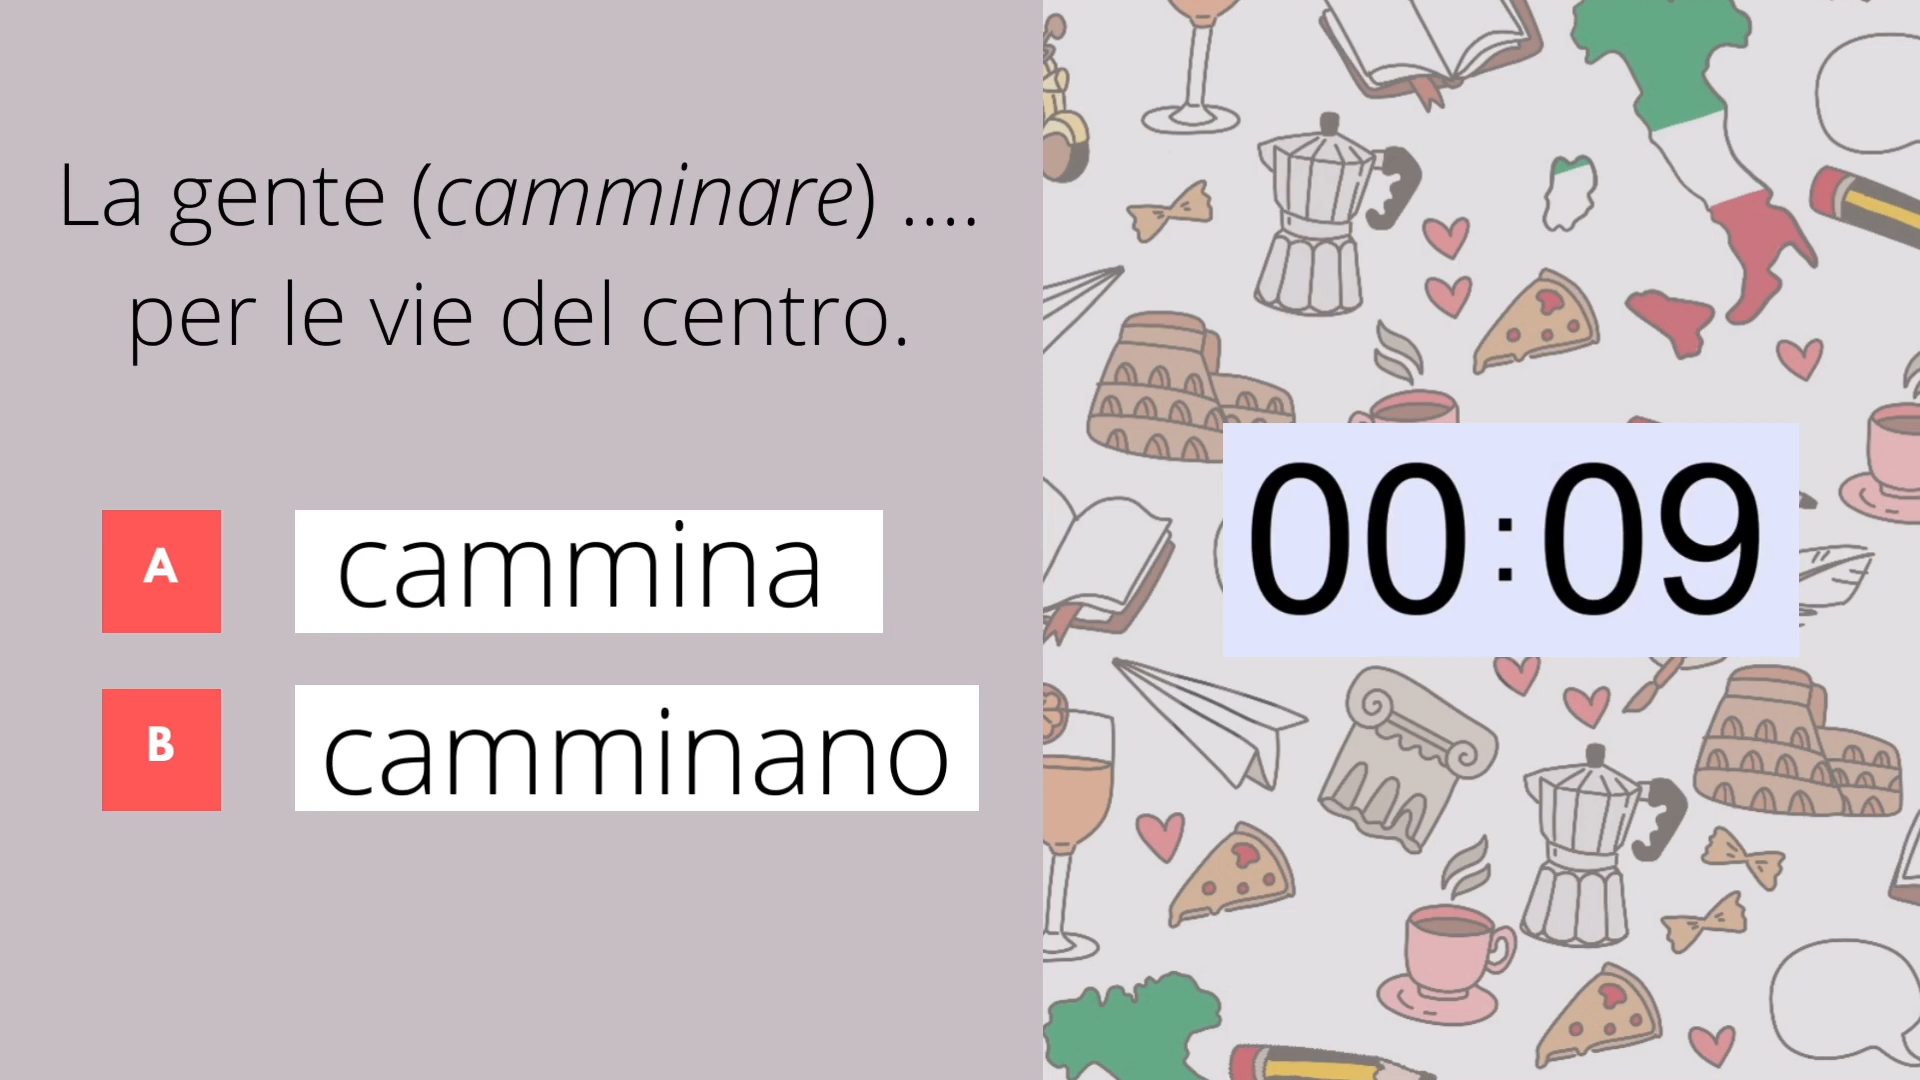 La gente (camminare) ....
per le vie del centro.
A
cammina
B
camminano
00:09